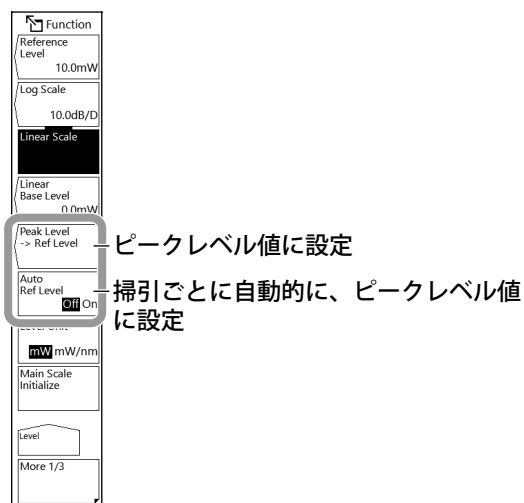 Function
Reference
Level
10.0mW
Log Scale
10.0dB/D
Linear Scale
Linear
Base Level
0.0mW
Peak Level
-> Ref Level
ピークレベル値に設定
Auto
Ref Level
Off On
掃引ごとに自動的に、ピークレベル値
に設定
Level Unit
mW mW/nm
Main Scale
Initialize
Level
More 1/3